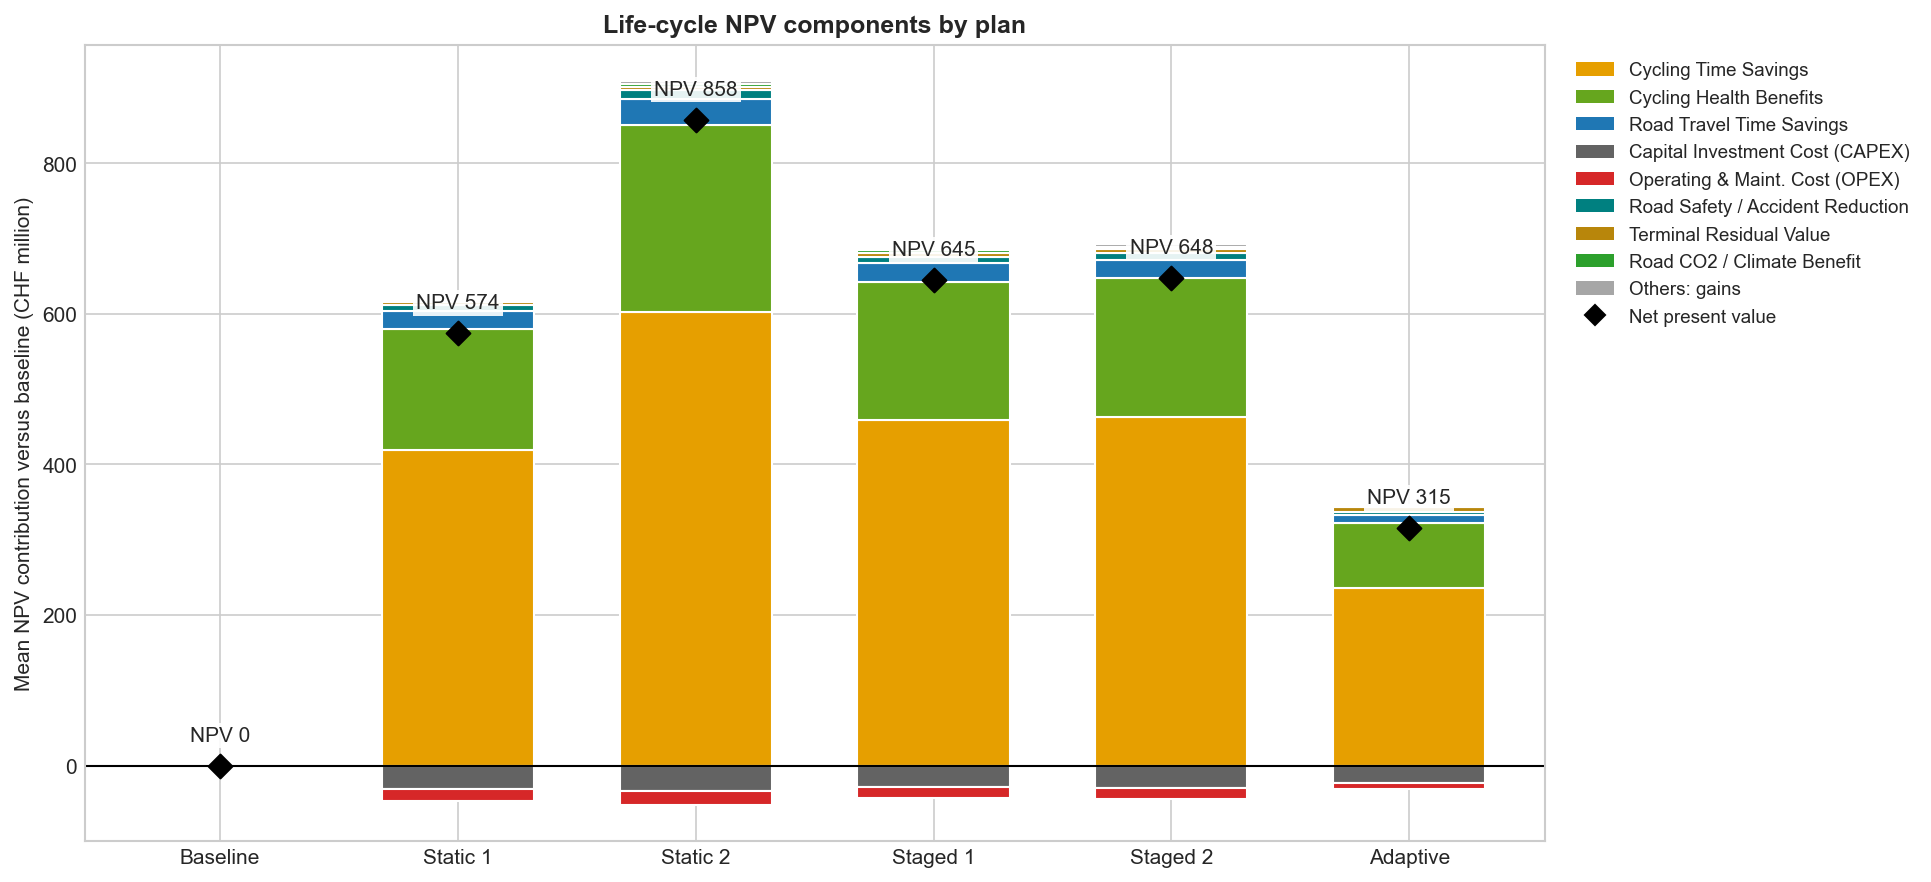 Life-cycle NPV components by plan
Mean NPV contribution versus baseline (CHF million)
800
600
400
200
0
NPV 0
NPV 574
NPV 858
NPV 645
NPV 648
NPV 315
Baseline
Static 1
Static 2
Staged 1
Staged 2
Adaptive
Cycling Time Savings
Cycling Health Benefits
Road Travel Time Savings
Capital Investment Cost (CAPEX)
Operating & Maint. Cost (OPEX)
Road Safety / Accident Reduction
Terminal Residual Value
Road CO2 / Climate Benefit
Others: gains
Net present value